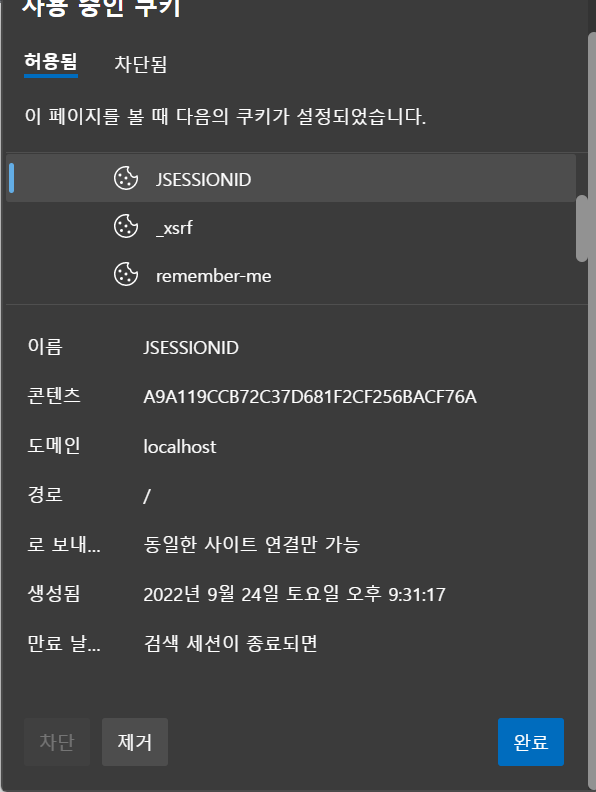 사용 중인 쿠키
허용됨 차단됨
이 페이지를 볼 때 다음의 쿠키가 설정되었습니다.
JSESSIONID
_xsrf
remember-me
이름 JSESSIONID
콘텐츠 A9A119CCB72C37D681F2CF256BACF76A
도메인 localhost
경로 /
로 보내... 동일한 사이트 연결만 가능
생성됨 2022년 9월 24일 토요일 오후 9:31:17
만료 날... 검색 세션이 종료되면
차단 제거 완료